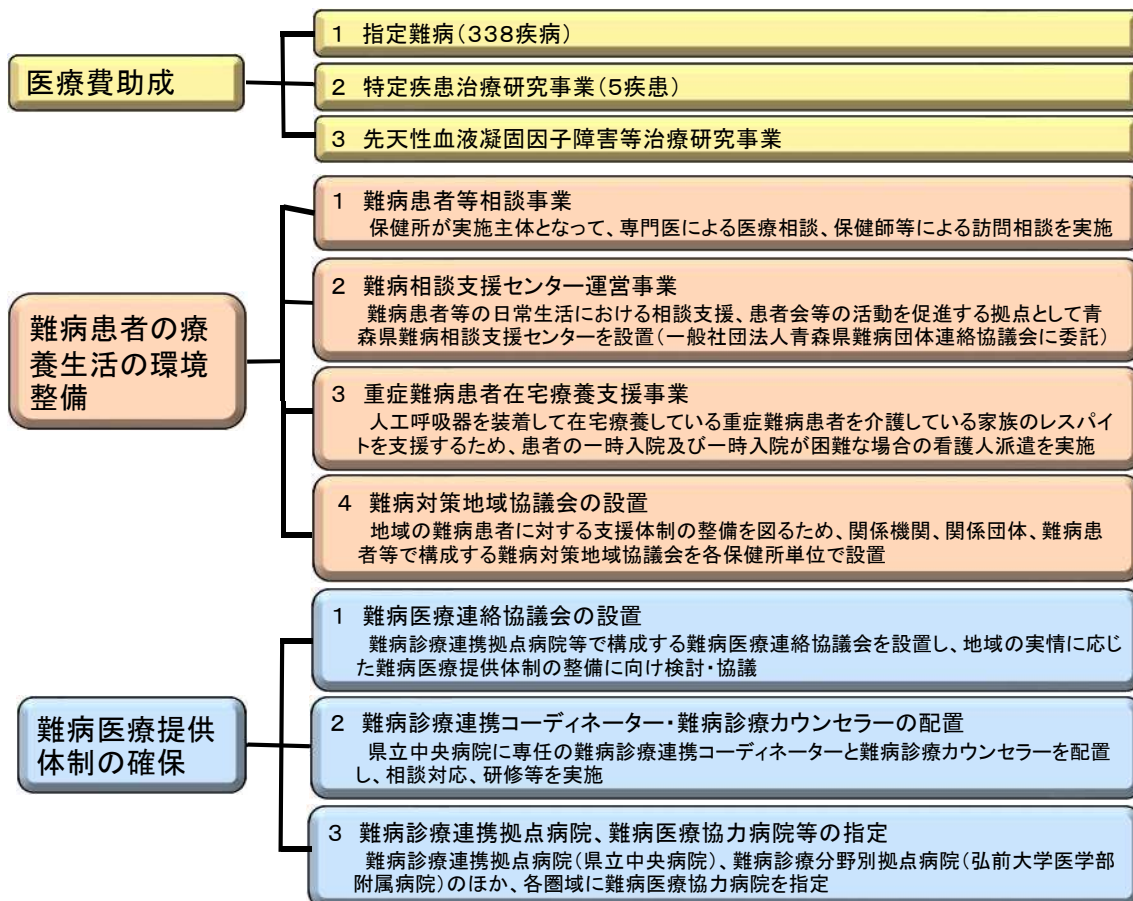 医療費助成
1 指定難病(338疾病)
2 特定疾患治療研究事業(5疾患)
3 先天性血液凝固因子障害等治療研究事業
難病患者の療
養生活の環境
整備
1 難病患者等相談事業
保健所が実施主体となって、専門医による医療相談、保健師等による訪問相談を実施
2 難病相談支援センター運営事業
難病患者等の日常生活における相談支援、患者会等の活動を促進する拠点として青
森県難病相談支援センターを設置(一般社団法人青森県難病団体連絡協議会に委託)
3 重症難病患者在宅療養支援事業
人工呼吸器を装着して在宅療養している重症難病患者を介護している家族のレスパイ
トを支援するため、患者の一時入院及び一時入院が困難な場合の看護人派遣を実施
4 難病対策地域協議会の設置
地域の難病患者に対する支援体制の整備を図るため、関係機関、関係団体、難病患
者等で構成する難病対策地域協議会を各保健所単位で設置
難病医療提供
体制の確保
1 難病医療連絡協議会の設置
難病診療連携拠点病院等で構成する難病医療連絡協議会を設置し、地域の実情に応じ
た難病医療提供体制の整備に向け検討・協議
2 難病診療連携コーディネーター・難病診療カウンセラーの配置
県立中央病院に専任の難病診療連携コーディネーターと難病診療カウンセラーを配置
し、相談対応、研修等を実施
3 難病診療連携拠点病院、難病医療協力病院等の指定
難病診療連携拠点病院(県立中央病院)、難病診療分野別拠点病院(弘前大学医学部
附属病院)のほか、各圏域に難病医療協力病院を指定